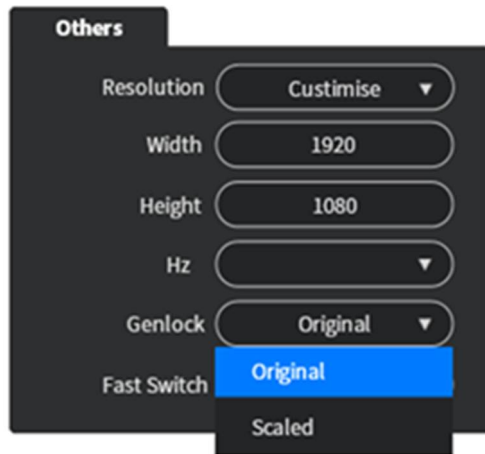 Others
Resolution Custimise ▼
Width 1920
Height 1080
Hz ▼
Genlock Original ▼
Fast Switch Original
Scaled